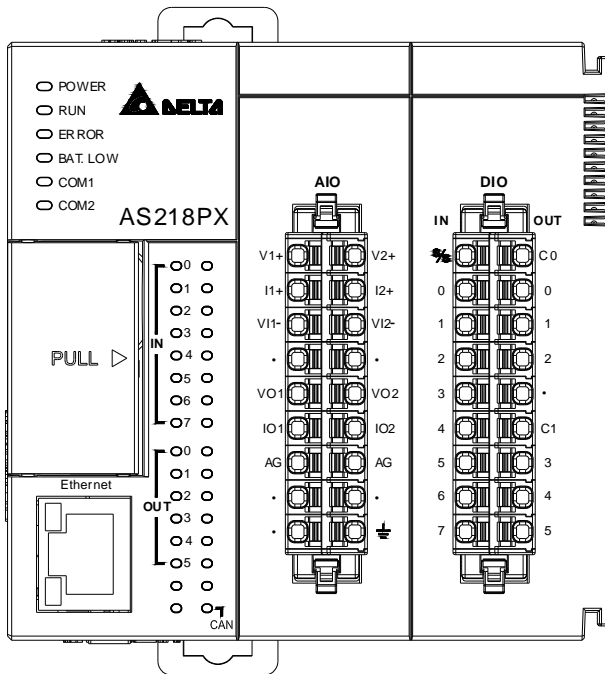 POWER
RUN
ERROR
BAT. LOW
COM1
COM2
DELTA
AS218PX
PULL
Ethernet
IN
0
1
2
3
4
5
6
7
OUT
0
1
2
3
4
5
CAN
AIO
V1+ V2+
I1+ I2+
VI1- VI2-
• •
VO1 VO2
IO1 IO2
AG AG
• •
•
DIO
IN OUT
S/S C0
0 0
1 1
2 2
3 •
4 C1
5 3
6 4
7 5